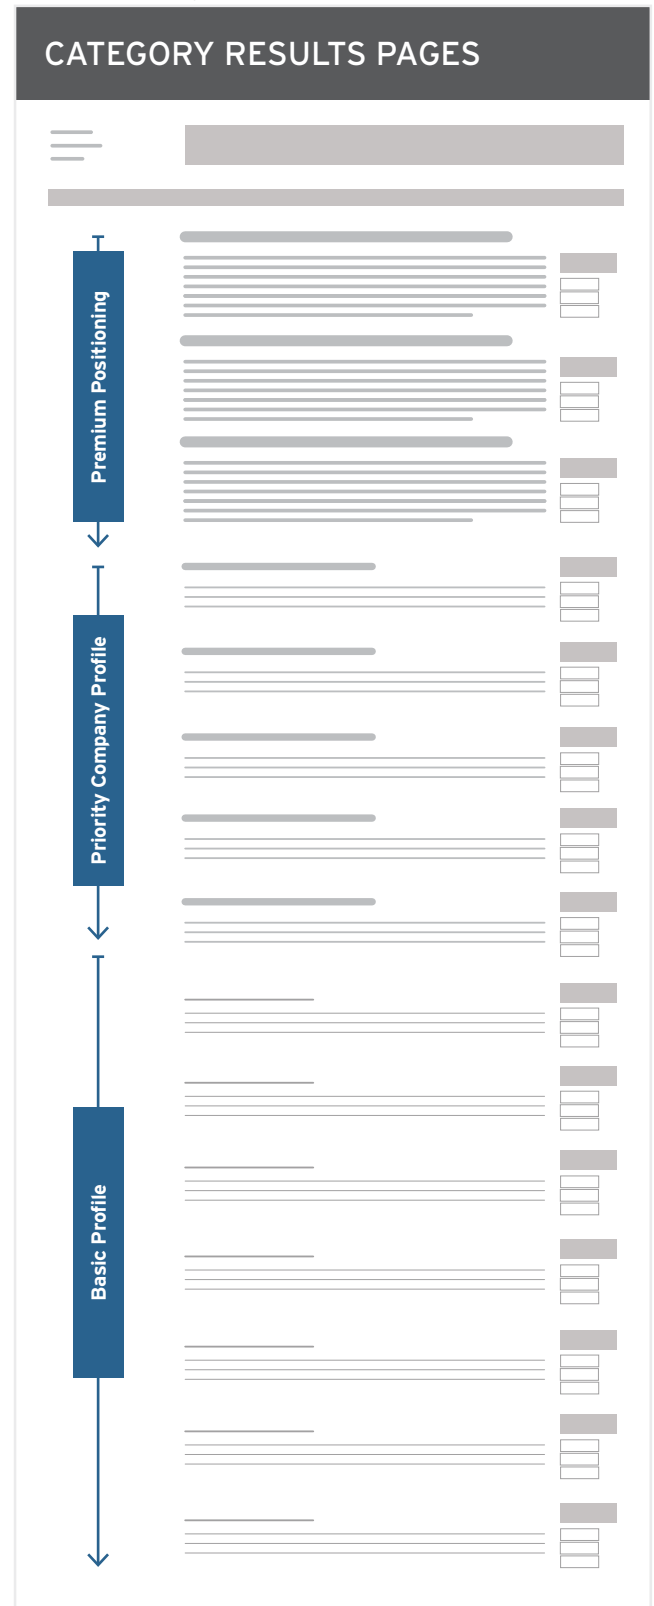 CATEGORY RESULTS PAGES
Premium Positioning
Priority Company Profile
Basic Profile